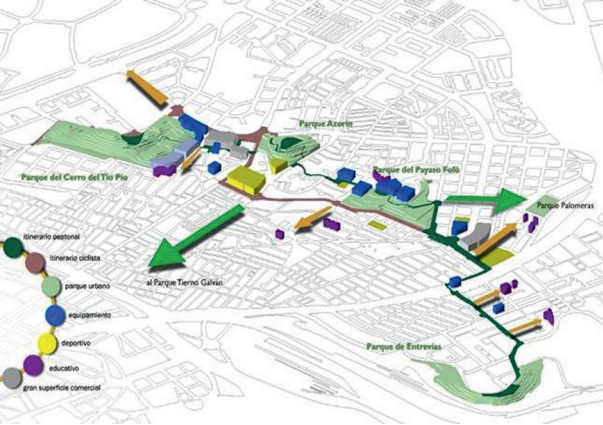 Parque Azorín
Parque del Payaso Fofó
Parque del Cerro del Tío Pío
Parque Palomeras
itinerario peatonal
itinerario ciclista
parque urbano
al Parque Tierno Galván
equipamiento
deportivo
Parque de Entrevías
educativo
gran superficie comercial